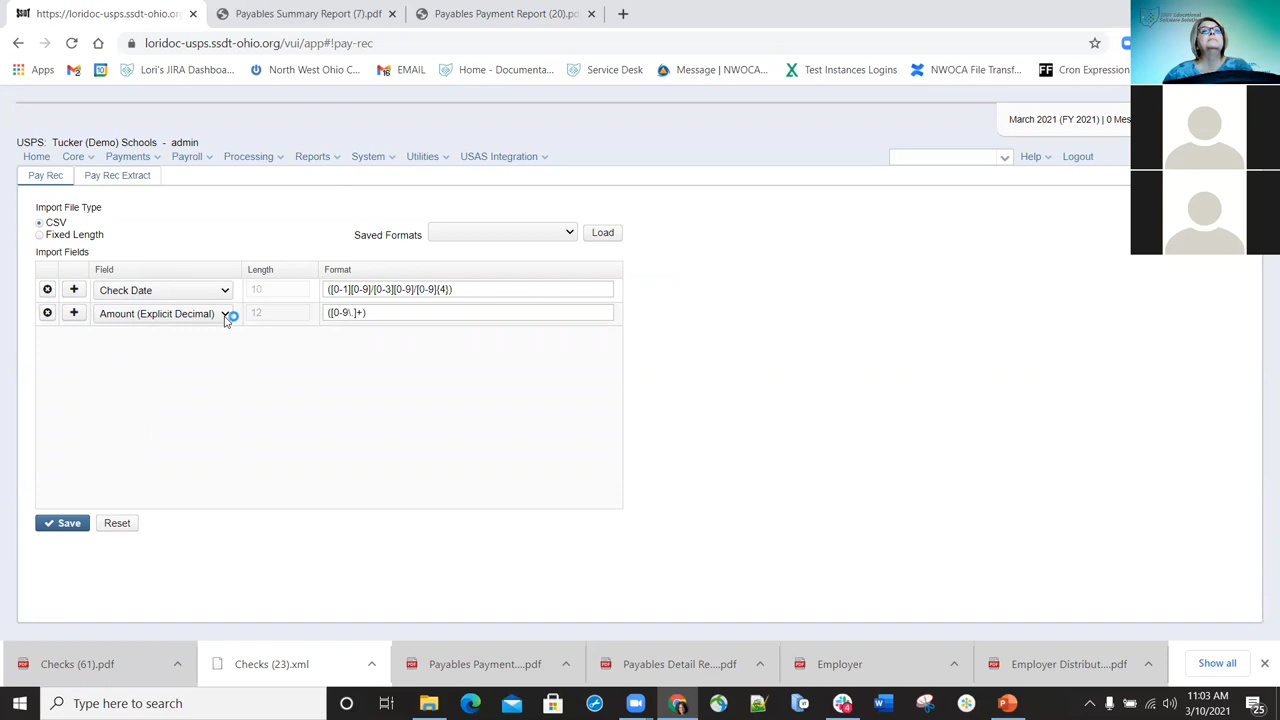 https://loridoc-usps.ssdt-ohio.org
Payables Summary Report (7).pdf
Payables Payment Report (20).pdf
loridoc-usps.ssdt-ohio.org/vui/app#!pay-rec
Apps
Lori's JIRA Dashboa...
North West Ohio C...
EMAIL
Home - Documenta...
Service Desk
Message | NWOCA...
Test Instances Logins
NWOCA File Transf...
Cron Expression
March 2021 (FY 2021) | 0 Mes
USPS: Tucker (Demo) Schools - admin
Home Core Payments Payroll Processing Reports System Utilities USAS Integration Help Logout
Pay Rec Pay Rec Extract
Import File Type
CSV
Fixed Length
Saved Formats Load
Import Fields
Field Length Format
Check Date 10 ([0-1][0-9]/[0-3][0-9]/[0-9]{4})
Amount (Explicit Decimal) 12 ([0-9\.]+)
Save Reset
Checks (61).pdf
Checks (23).xml
Payables Payment....pdf
Payables Detail Re....pdf
Employer
Employer Distribut....pdf
Show all
Type here to search
11:03 AM
3/10/2021
25